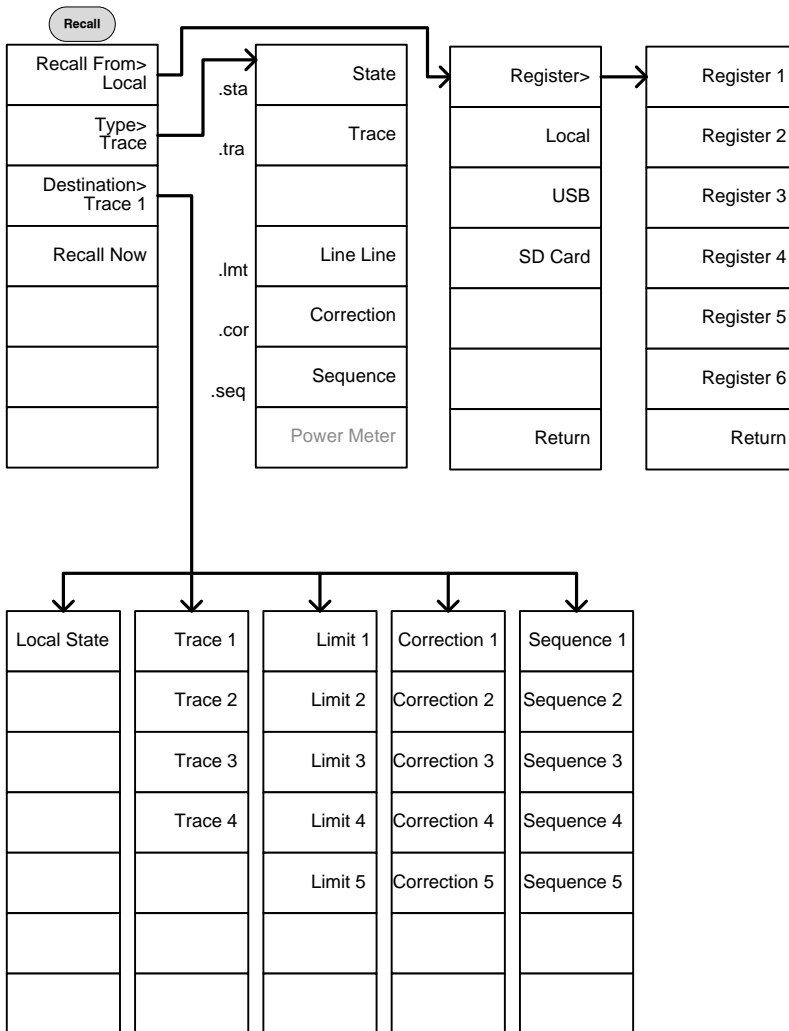 Recall
Recall From>
Local
Type>
Trace
Destination>
Trace 1
Recall Now
.sta
.tra
.lmt
.cor
.seq
State
Trace
Line Line
Correction
Sequence
Power Meter
Register>
Local
USB
SD Card
Return
Register 1
Register 2
Register 3
Register 4
Register 5
Register 6
Return
Local State
Trace 1
Trace 2
Trace 3
Trace 4
Limit 1
Limit 2
Limit 3
Limit 4
Limit 5
Correction 1
Correction 2
Correction 3
Correction 4
Correction 5
Sequence 1
Sequence 2
Sequence 3
Sequence 4
Sequence 5